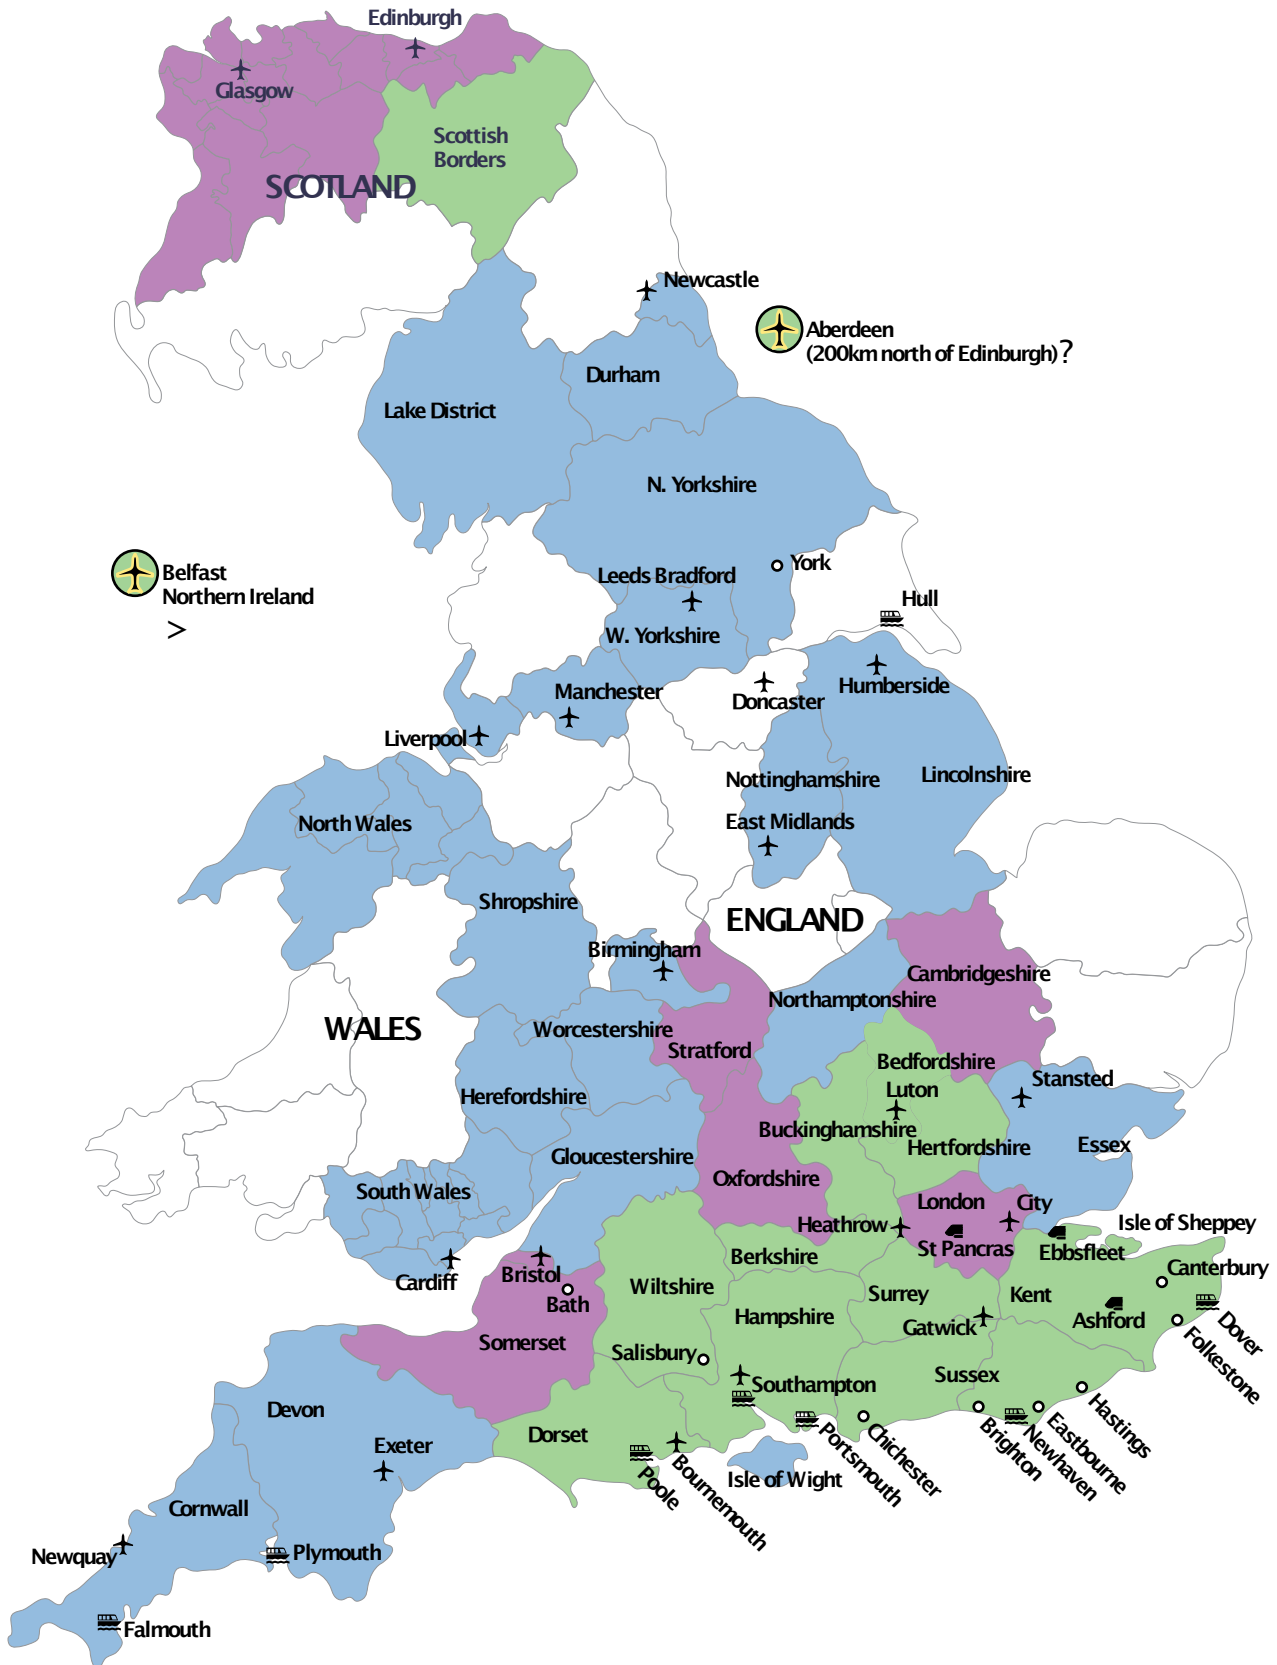 Edinburgh
Glasgow
Scottish
Borders
SCOTLAND
Newcastle
Aberdeen
(200km north of Edinburgh)?
Durham
Lake District
N. Yorkshire
York
Belfast
Northern Ireland
>
Leeds Bradford
Hull
W. Yorkshire
Humberside
Manchester
Doncaster
Liverpool
Nottinghamshire
Lincolnshire
North Wales
East Midlands
Shropshire
ENGLAND
Birmingham
Cambridgeshire
Northamptonshire
WALES
Worcestershire
Stratford
Bedfordshire
Stansted
Luton
Herefordshire
Buckinghamshire
Hertfordshire
Essex
Gloucestershire
Oxfordshire
South Wales
London
City
Heathrow
Isle of Sheppey
St Pancras
Ebbsfleet
Berkshire
Canterbury
Bristol
Cardiff
Wiltshire
Surrey
Kent
Bath
Hampshire
Gatwick
Ashford
Dover
Folkestone
Somerset
Salisbury
Sussex
Southampton
Hastings
Devon
Dorset
Exeter
Chichester
Brighton
Eastbourne
Newhaven
Portsmouth
Bournemouth
Poole
Isle of Wight
Cornwall
Newquay
Plymouth
Falmouth